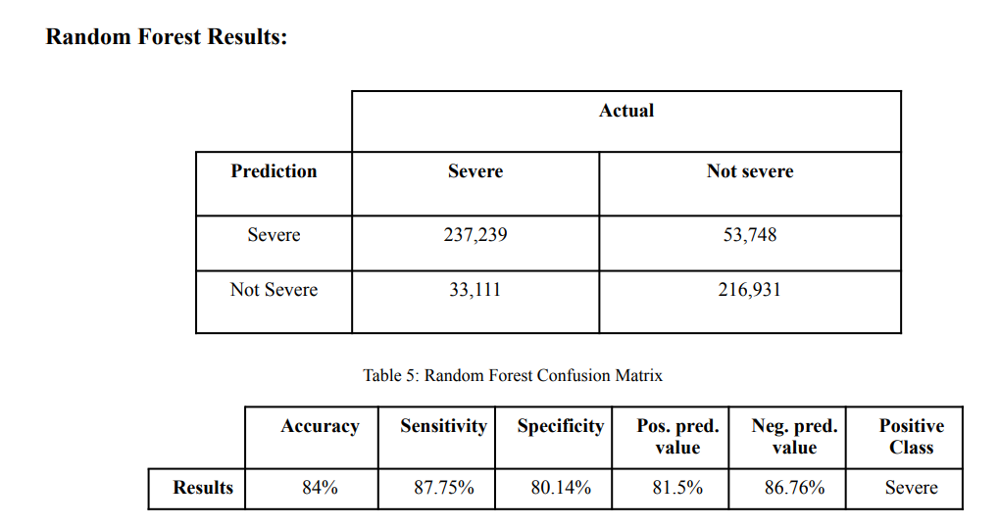 Random Forest Results:
Actual
Prediction Severe Not severe
Severe 237,239 53,748
Not Severe 33,111 216,931
Table 5: Random Forest Confusion Matrix
Accuracy Sensitivity Specificity Pos. pred. value Neg. pred. value Positive Class
Results 84% 87.75% 80.14% 81.5% 86.76% Severe